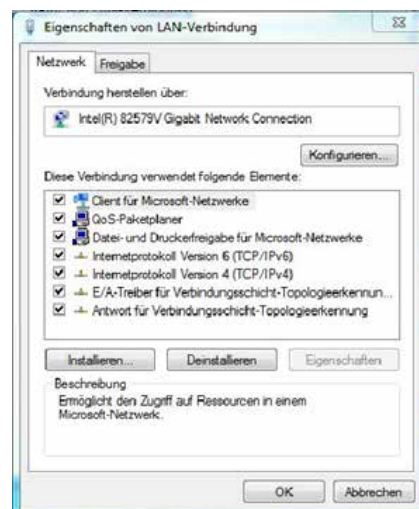 Eigenschaften von LAN-Verbindung
Netzwerk
Freigabe
Verbindung herstellen über:
Intel(R) 82579V Gigabit Network Connection
Konfigurieren...
Diese Verbindung verwendet folgende Elemente:
Client für Microsoft-Netzwerke
QoS-Paketplaner
Datei- und Druckerfreigabe für Microsoft-Netzwerke
Internetprotokoll Version 6 (TCP/IPv6)
Internetprotokoll Version 4 (TCP/IPv4)
E/A-Treiber für Verbindungsschicht-Topologieerkennun...
Antwort für Verbindungsschicht-Topologieerkennung
Installieren...
Deinstallieren
Eigenschaften
Beschreibung
Ermöglicht den Zugriff auf Ressourcen in einem
Microsoft-Netzwerk.
OK
Abbrechen